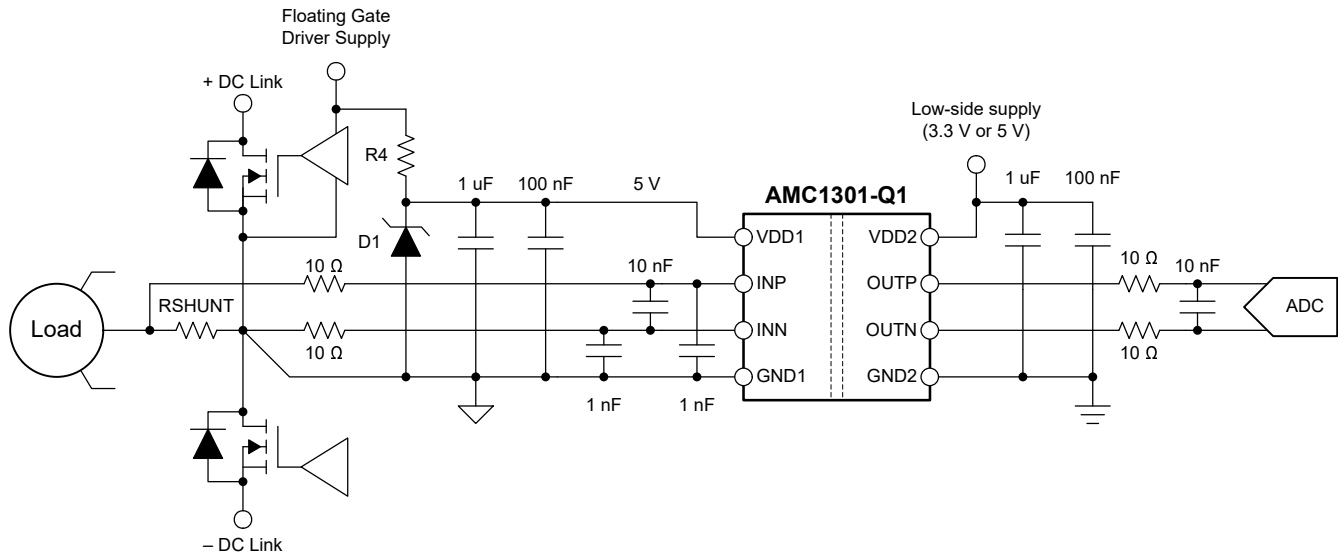 Floating Gate
Driver Supply
+ DC Link
Low-side supply
(3.3 V or 5 V)
R4
1 uF
100 nF
5 V
AMC1301-Q1
1 uF
100 nF
D1
VDD1
VDD2
10 Ω
10 nF
INP
OUTP
10 Ω
10 nF
RSHUNT
Load
INN
OUTN
ADC
10 Ω
10 Ω
GND1
GND2
1 nF
1 nF
– DC Link